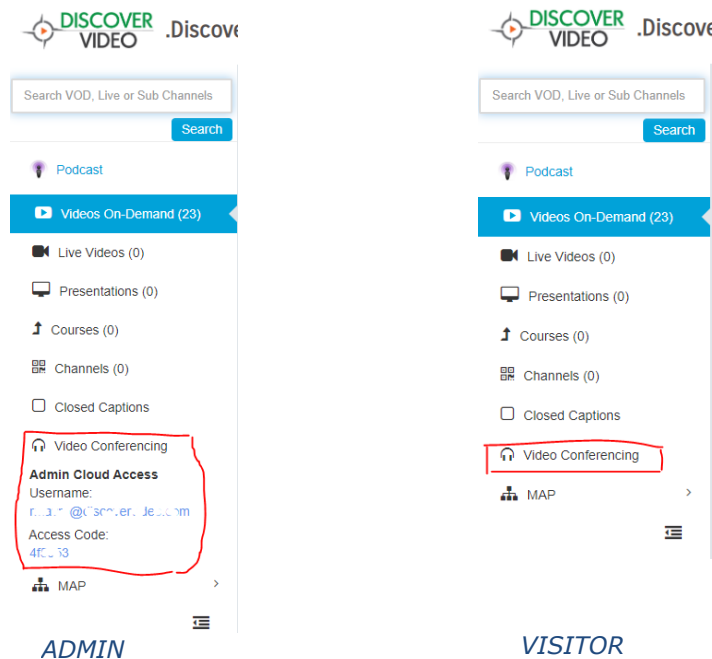 DISCOVER
VIDEO
.Discove
Search VOD, Live or Sub Channels
Search
Podcast
Videos On-Demand (23)
Live Videos (0)
Presentations (0)
Courses (0)
Channels (0)
Closed Captions
Video Conferencing
Admin Cloud Access
Username:
Access Code:
MAP
ADMIN
DISCOVER
VIDEO
.Discove
Search VOD, Live or Sub Channels
Search
Podcast
Videos On-Demand (23)
Live Videos (0)
Presentations (0)
Courses (0)
Channels (0)
Closed Captions
Video Conferencing
MAP
VISITOR